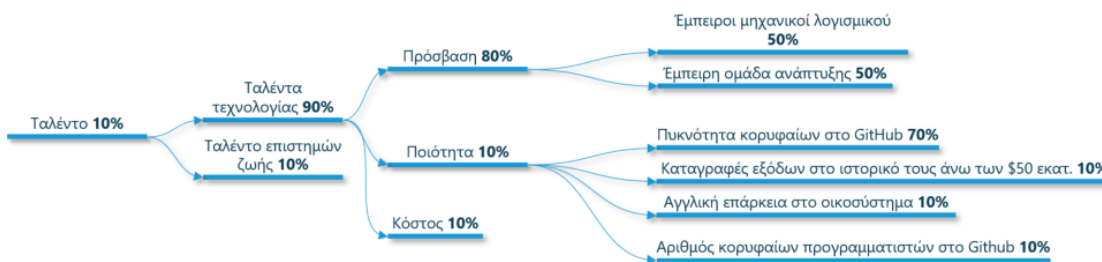 Ταλέντο 10%
Ταλέντα
τεχνολογίας 90%
Ταλέντο επιστημών
ζωής 10%
Πρόσβαση 80%
Ποιότητα 10%
Κόστος 10%
Έμπειροι μηχανικοί λογισμικού
50%
Έμπειρη ομάδα ανάπτυξης 50%
Πυκνότητα κορυφαίων στο GitHub 70%
Καταγραφές εξόδων στο ιστορικό τους άνω των $50 εκατ. 10%
Αγγλική επάρκεια στο οικοσύστημα 10%
Αριθμός κορυφαίων προγραμματιστών στο Github 10%